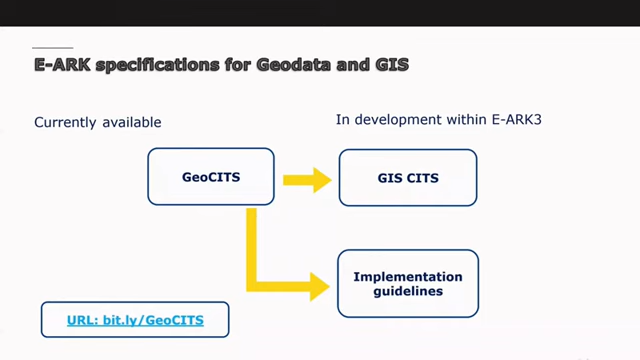 E-ARK specifications for Geodata and GIS
Currently available
In development within E-ARK3
GeoCITS
GIS CITS
Implementation
guidelines
URL: bit.ly/GeoCITS